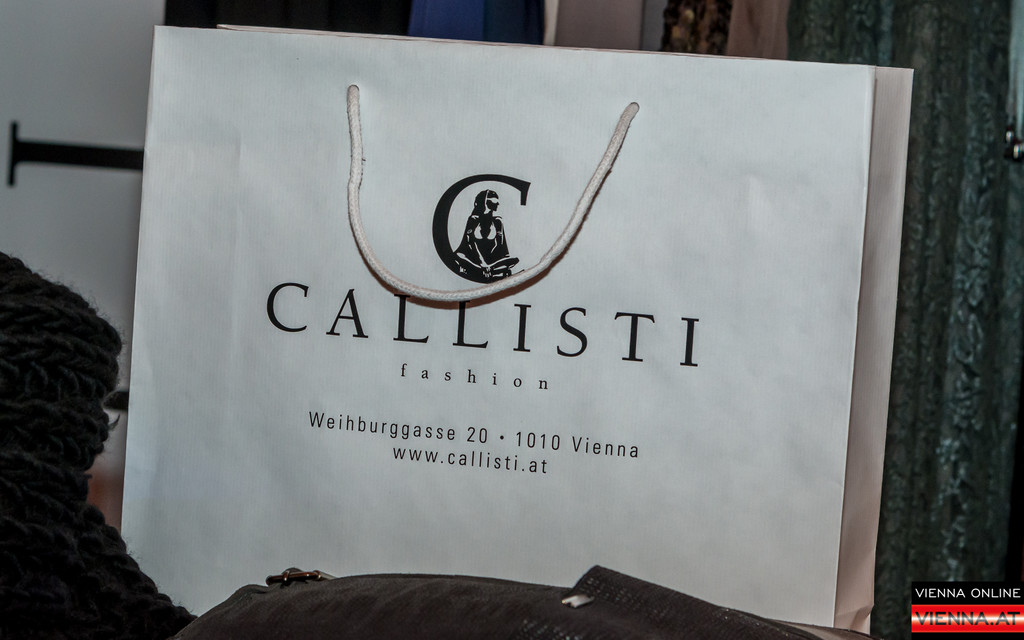 C
CALLISTI
fashion
Weihburggasse 20 • 1010 Vienna
www.callisti.at
VIENNA ONLINE
VIENNA.AT